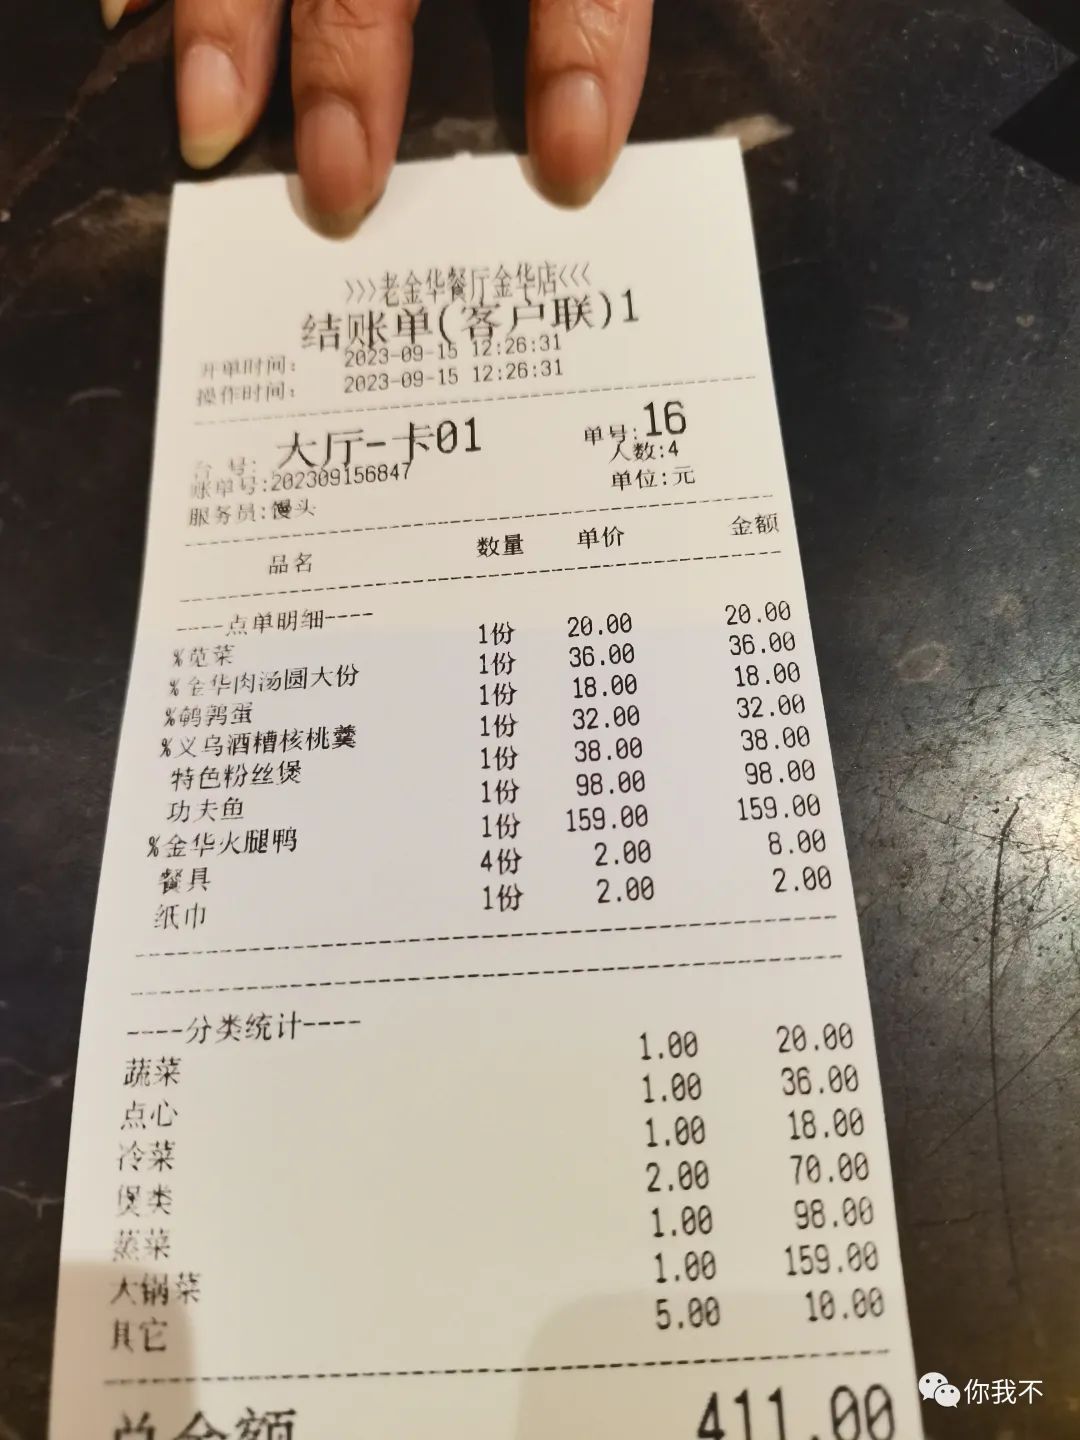 >>>老金华餐厅金华店<<<
结账单(客户联)1
开单时间: 2023-09-15 12:26:31
操作时间: 2023-09-15 12:26:31
台 号: 大厅-卡01 单号:16
人数:4
账单号:202309156847
单位:元
服务员:馒头
品名 数量 单价 金额
----点单明细----
%苋菜 1份 20.00 20.00
%金华肉汤圆大份 1份 36.00 36.00
%鹌鹑蛋 1份 18.00 18.00
%义乌酒糟核桃羹 1份 32.00 32.00
特色粉丝煲 1份 38.00 38.00
功夫鱼 1份 98.00 98.00
%金华火腿鸭 1份 159.00 159.00
餐具 4份 2.00 8.00
纸巾 1份 2.00 2.00
----分类统计----
蔬菜 1.00 20.00
点心 1.00 36.00
冷菜 1.00 18.00
煲类 2.00 70.00
蒸菜 1.00 98.00
大锅菜 1.00 159.00
其它 5.00 10.00
总金额 411.00
你我不